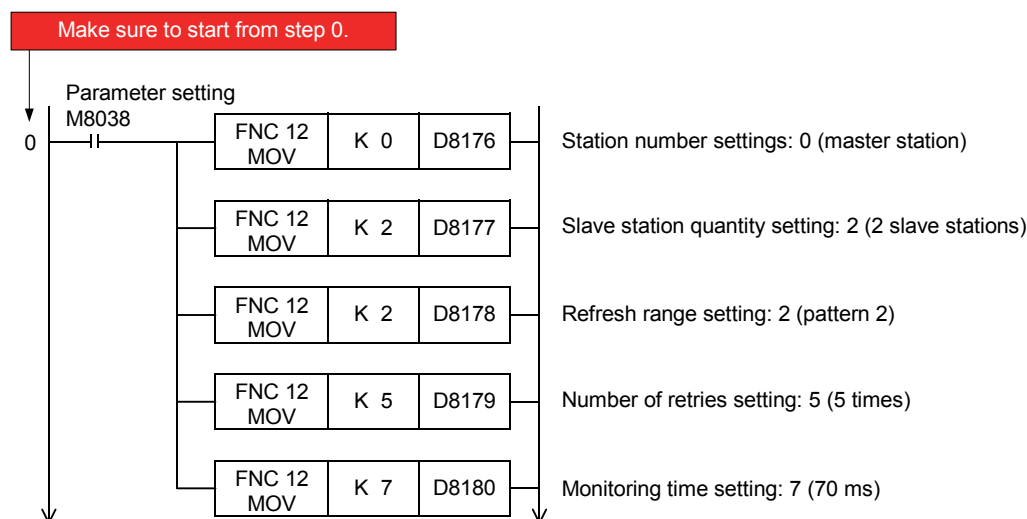 Make sure to start from step 0.
Parameter setting
M8038
0
FNC 12
MOV
K 0
D8176
Station number settings: 0 (master station)
FNC 12
MOV
K 2
D8177
Slave station quantity setting: 2 (2 slave stations)
FNC 12
MOV
K 2
D8178
Refresh range setting: 2 (pattern 2)
FNC 12
MOV
K 5
D8179
Number of retries setting: 5 (5 times)
FNC 12
MOV
K 7
D8180
Monitoring time setting: 7 (70 ms)